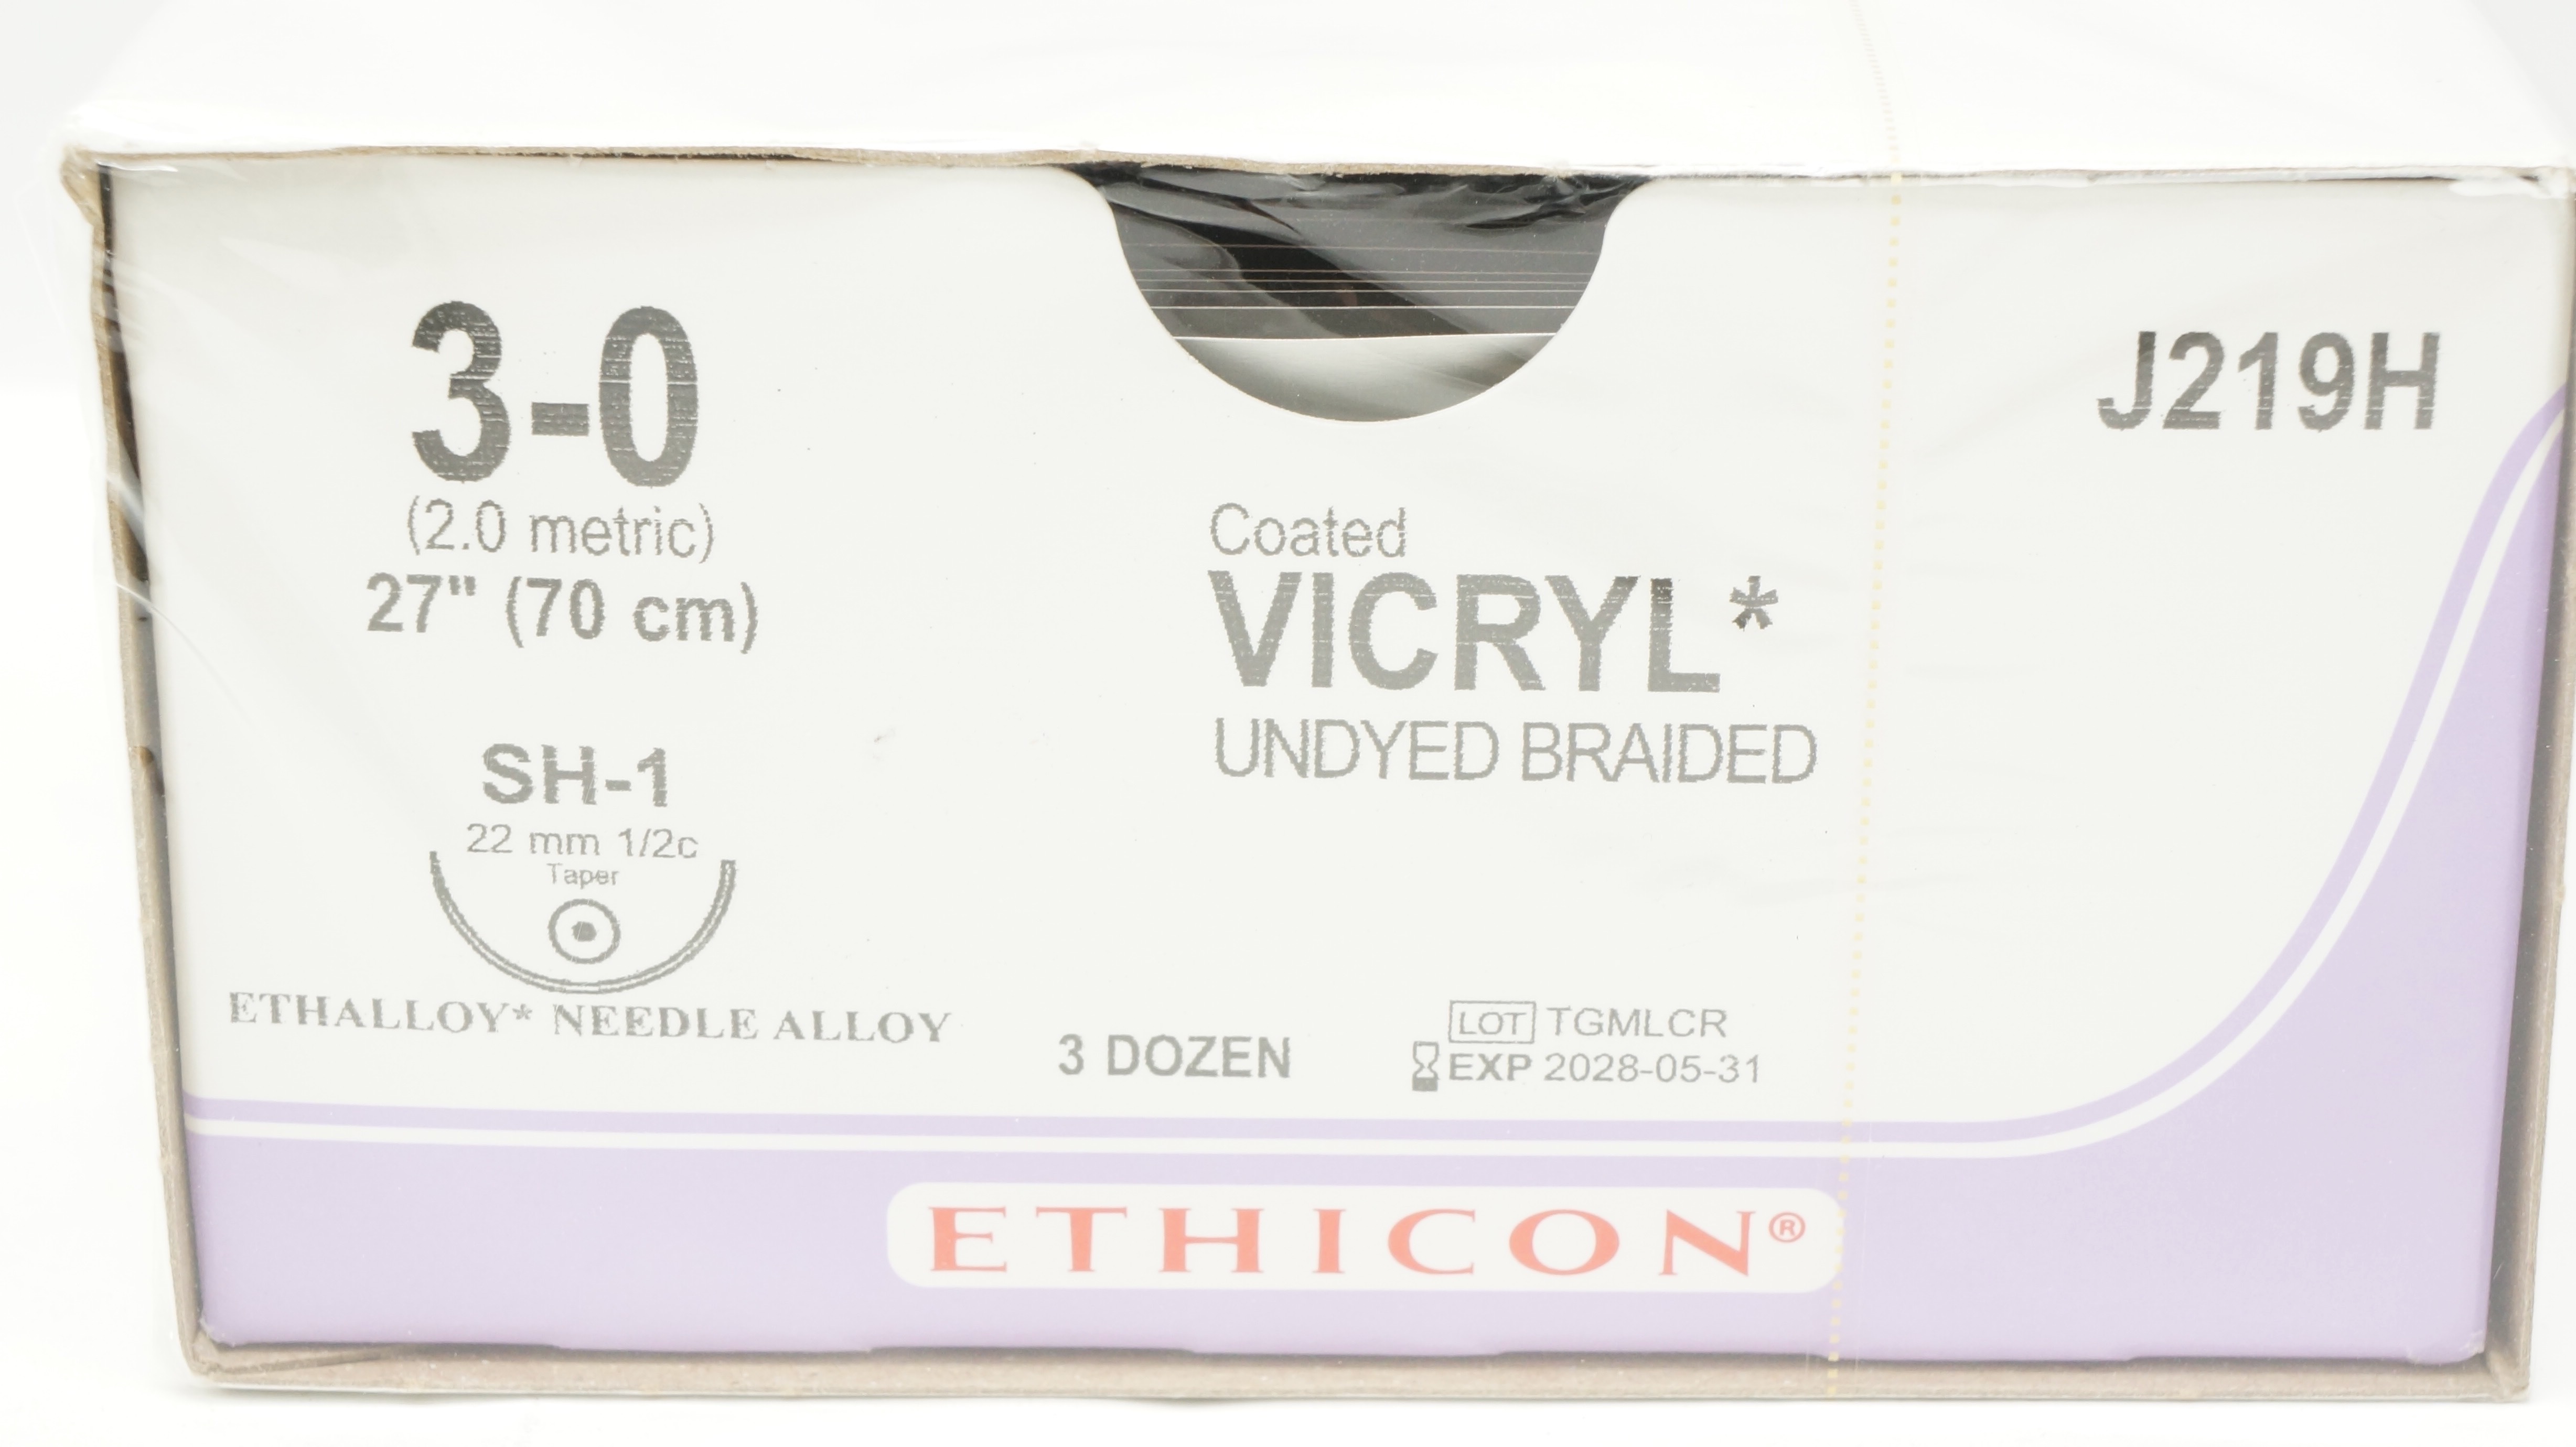 3-0
(2.0 metric)
27" (70 cm)
SH-1
22 mm 1/2c
Taper
ETHALLOY* NEEDLE ALLOY
J219H
Coated
VICRYL*
UNDYED BRAIDED
3 DOZEN
LOT TGMLCR
EXP 2028-05-31
ETHICON®